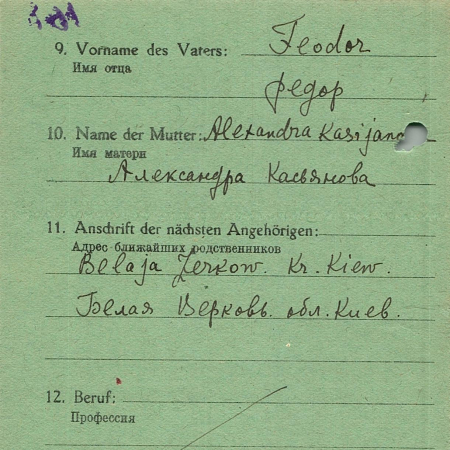 9. Vorname des Vaters: Feodor
Имя отца
Федор
10. Name der Mutter: Alexandra
Имя матери
Александра Касьянова
11. Anschrift der nächsten Angehörigen:
Адрес ближайших родственников
Belaja Zerkow. Kr. Kiew.
Белая Церковь. обл. Киев.
12. Beruf:
Профессия